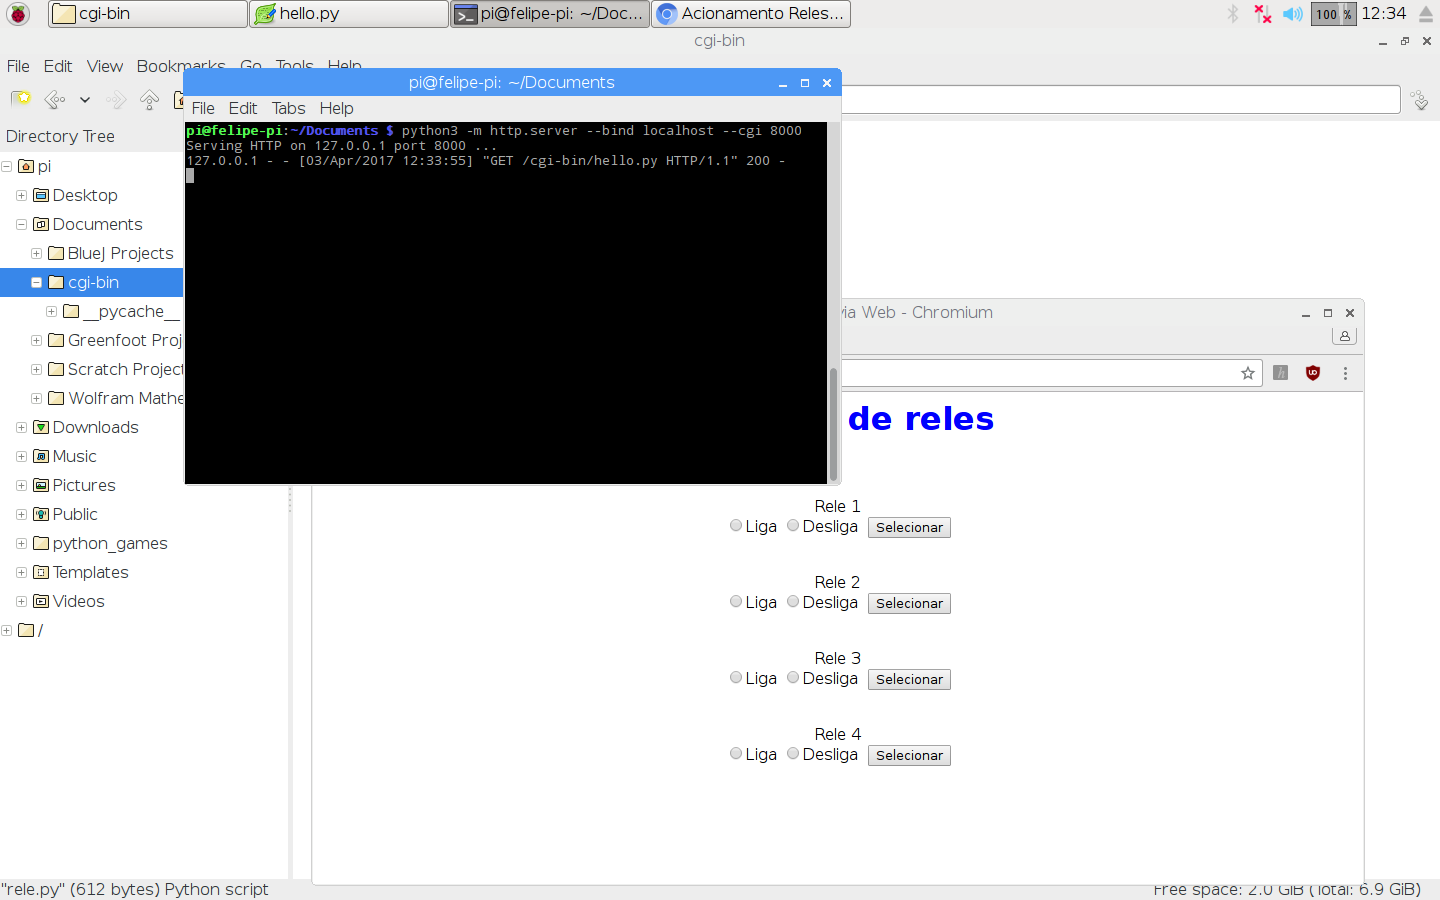 cgi-bin
hello.py
pi@felipe-pi: ~/Doc...
Acionamento Reles...
100 %
12:34
cgi-bin
File Edit View Bookmarks Go Tools Help
pi@felipe-pi: ~/Documents
File Edit Tabs Help
Directory Tree
pi
Desktop
Documents
BlueJ Projects
cgi-bin
__pycache__
Greenfoot Proj
Scratch Project
Wolfram Mathe
Downloads
Music
Pictures
Public
python_games
Templates
Videos
/
pi@felipe-pi:~/Documents $ python3 -m http.server --bind localhost --cgi 8000
Serving HTTP on 127.0.0.1 port 8000 ...
127.0.0.1 - - [03/Apr/2017 12:33:55] "GET /cgi-bin/hello.py HTTP/1.1" 200 -
via Web - Chromium
de reles
Rele 1
Liga Desliga Selecionar
Rele 2
Liga Desliga Selecionar
Rele 3
Liga Desliga Selecionar
Rele 4
Liga Desliga Selecionar
"rele.py" (612 bytes) Python script
Free space: 2.0 GiB (Total: 6.9 GiB)